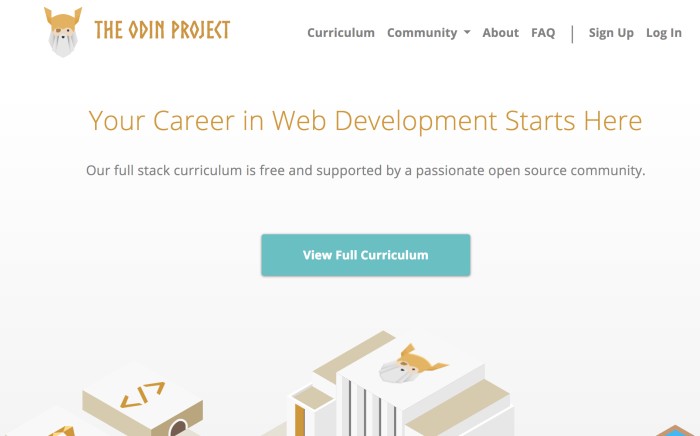 THE ODIN PROJECT
Curriculum Community About FAQ | Sign Up Log In
Your Career in Web Development Starts Here
Our full stack curriculum is free and supported by a passionate open source community.
View Full Curriculum
</>